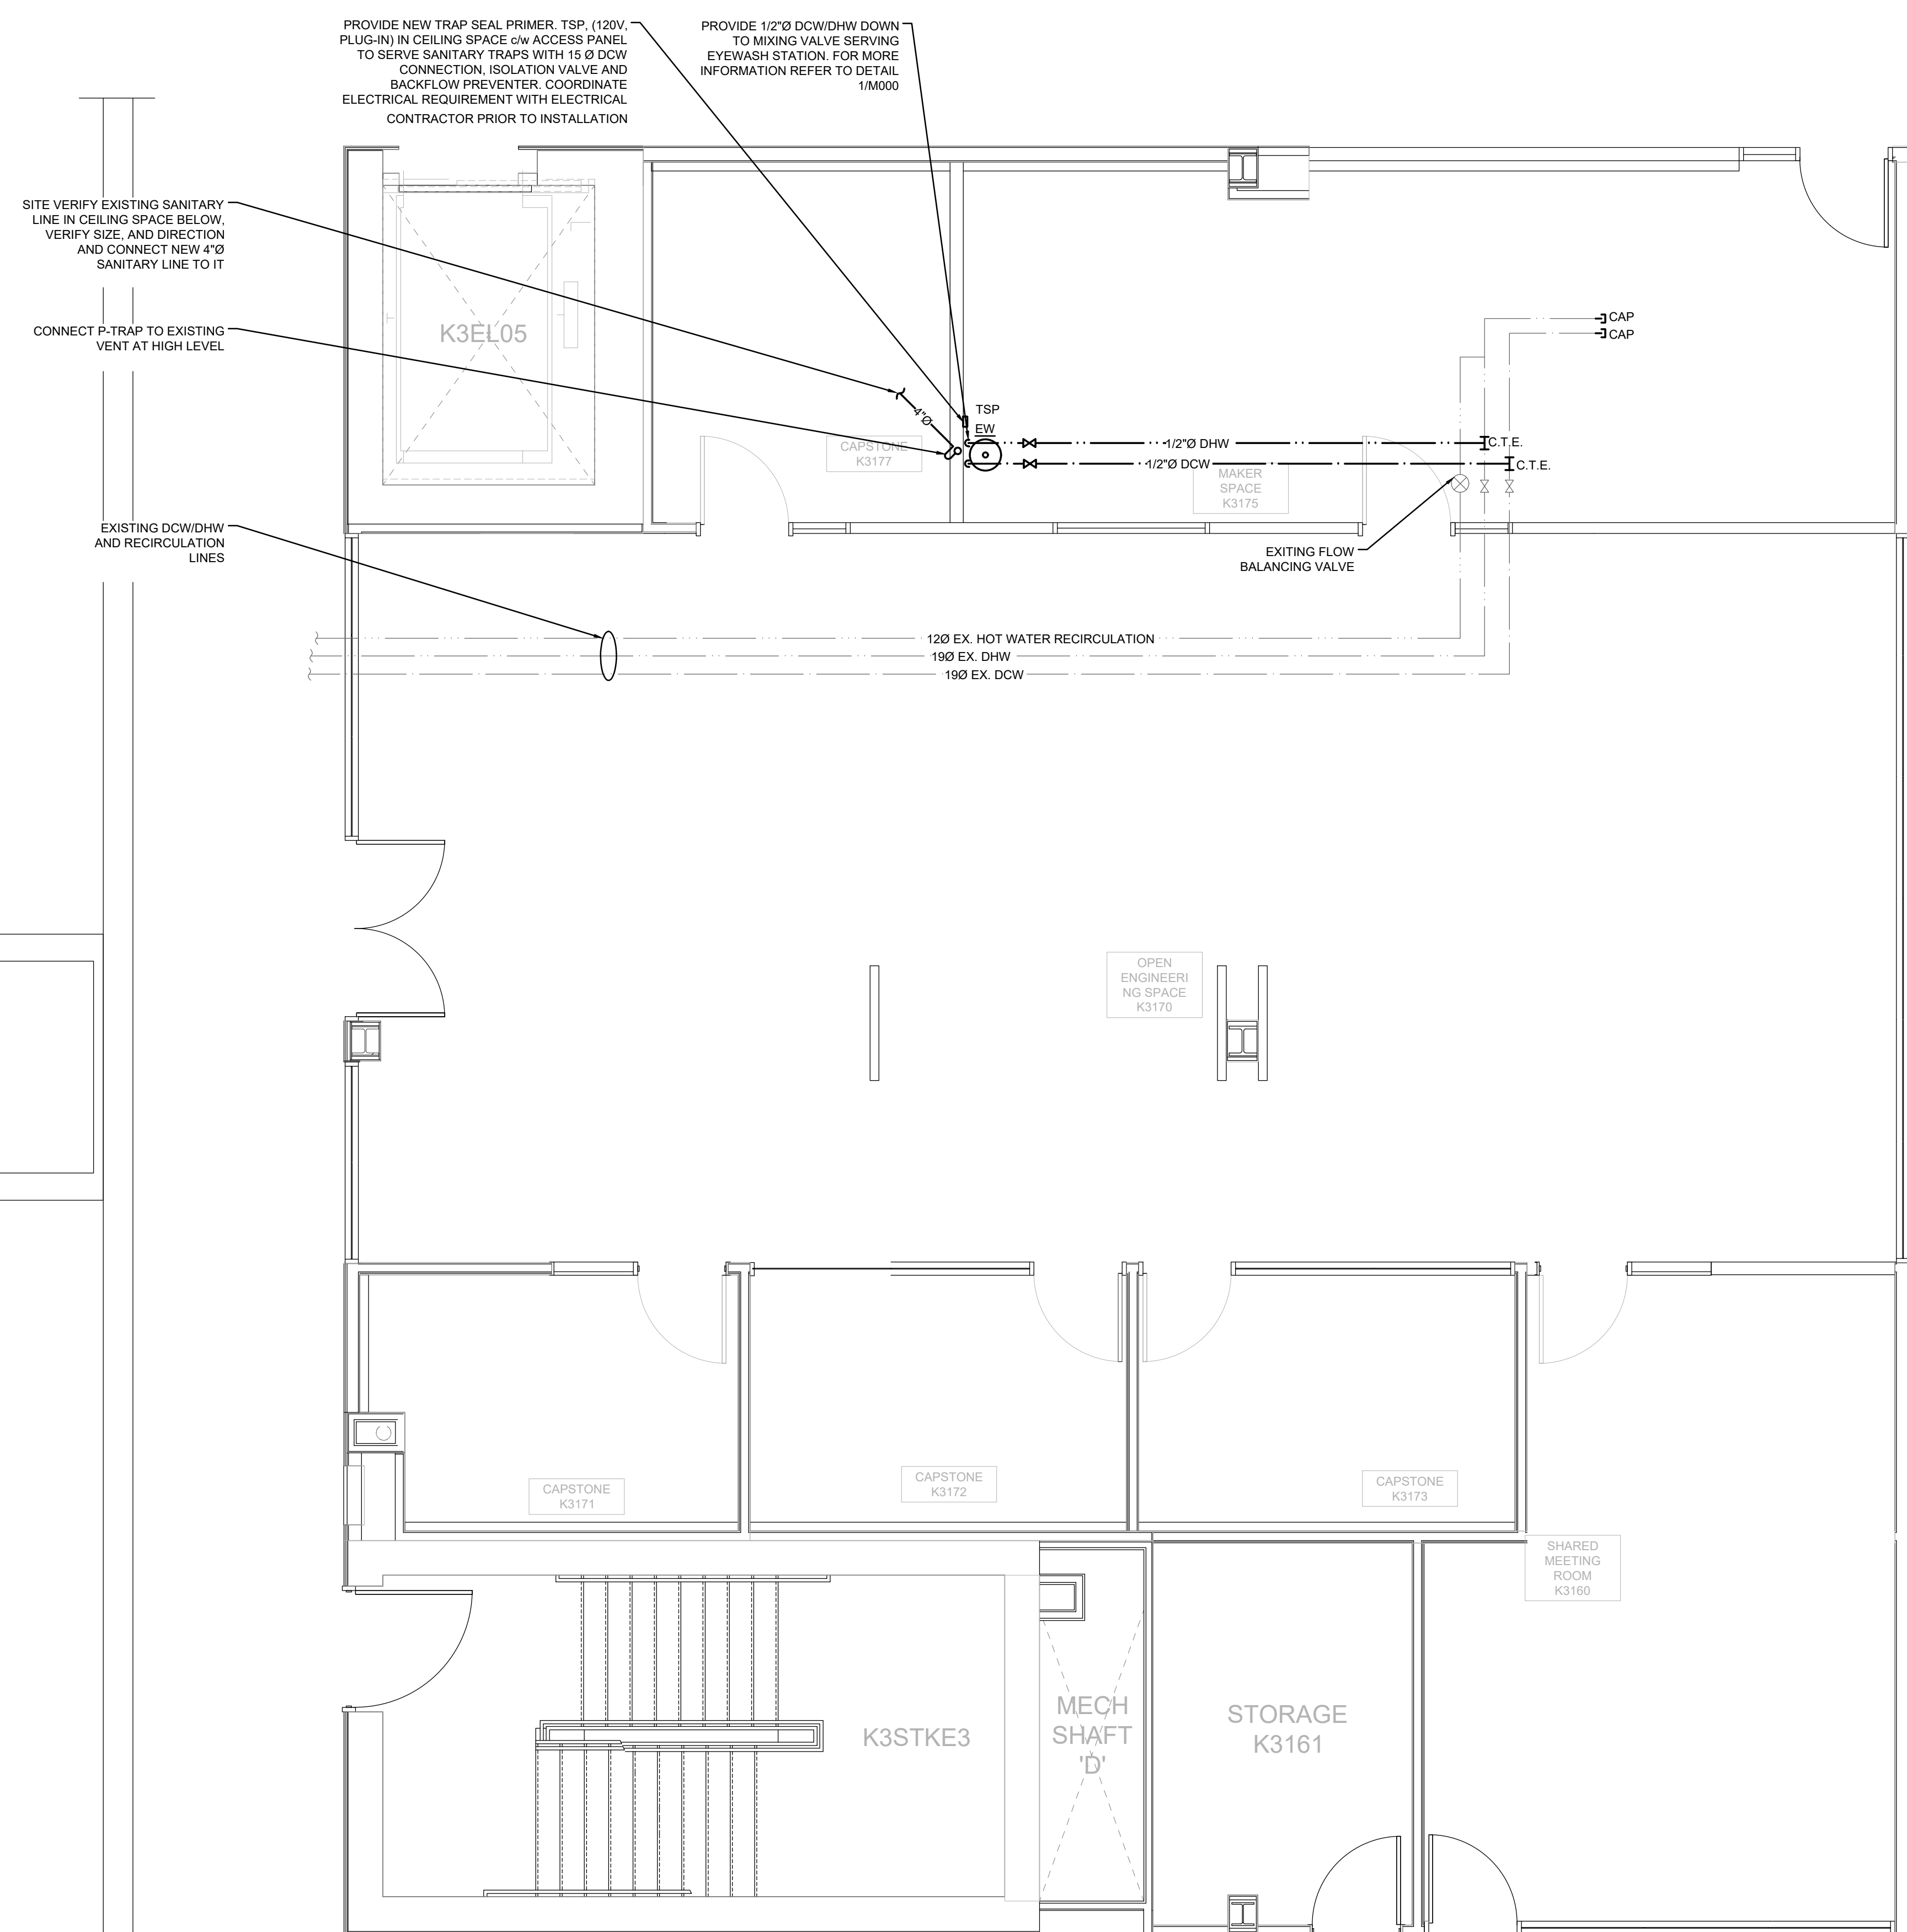 PROVIDE NEW TRAP SEAL PRIMER. TSP, (120V,
PLUG-IN) IN CEILING SPACE c/w ACCESS PANEL
TO SERVE SANITARY TRAPS WITH 15 Ø DCW
CONNECTION, ISOLATION VALVE AND
BACKFLOW PREVENTER. COORDINATE
ELECTRICAL REQUIREMENT WITH ELECTRICAL
CONTRACTOR PRIOR TO INSTALLATION
PROVIDE 1/2"Ø DCW/DHW DOWN
TO MIXING VALVE SERVING
EYEWASH STATION. FOR MORE
INFORMATION REFER TO DETAIL
1/M000
SITE VERIFY EXISTING SANITARY
LINE IN CEILING SPACE BELOW,
VERIFY SIZE, AND DIRECTION
AND CONNECT NEW 4"Ø
SANITARY LINE TO IT
CONNECT P-TRAP TO EXISTING
VENT AT HIGH LEVEL
K3EL05
CAP
CAP
4"Ø
TSP
EW
1/2"Ø DHW
C.T.E.
1/2"Ø DCW
C.T.E.
CAPSTONE
K3177
MAKER
SPACE
K3175
EXISTING DCW/DHW
AND RECIRCULATION
LINES
EXITING FLOW
BALANCING VALVE
12Ø EX. HOT WATER RECIRCULATION
19Ø EX. DHW
19Ø EX. DCW
OPEN
ENGINEERI
NG SPACE
K3170
CAPSTONE
K3171
CAPSTONE
K3172
CAPSTONE
K3173
SHARED
MEETING
ROOM
K3160
K3STKE3
MECH
SHAFT
'D'
STORAGE
K3161